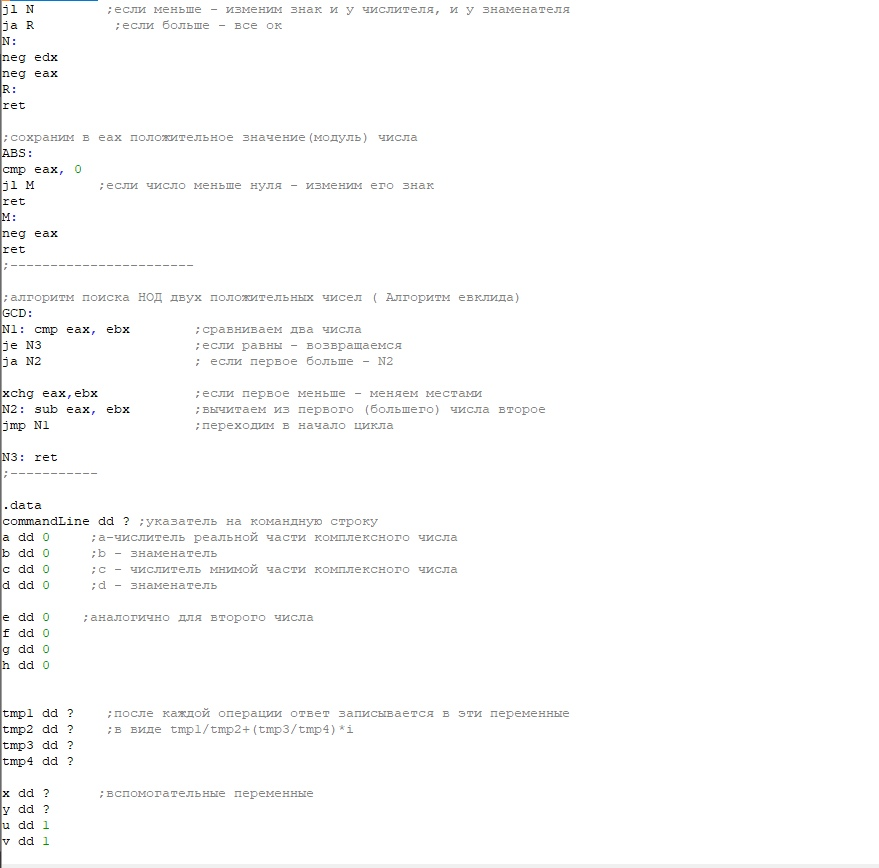 jl N ;если меньше - изменим знак и у числителя, и у знаменателя
ja R ;если больше - все ок
N:
neg edx
neg eax
R:
ret
;сохраним в eax положительное значение(модуль) числа
ABS:
cmp eax, 0
jl M ;если число меньше нуля - изменим его знак
ret
M:
neg eax
ret
;-----------------------
;алгоритм поиска НОД двух положительных чисел ( Алгоритм евклида)
GCD:
N1: cmp eax, ebx ;сравниваем два числа
je N3 ;если равны - возвращаемся
ja N2 ; если первое больше - N2
xchg eax,ebx ;если первое меньше - меняем местами
N2: sub eax, ebx ;вычитаем из первого (большего) числа второе
jmp N1 ;переходим в начало цикла
N3: ret
;-----------
.data
commandLine dd ? ;указатель на командную строку
a dd 0 ;a-числитель реальной части комплексного числа
b dd 0 ;b - знаменатель
c dd 0 ;c - числитель мнимой части комплексного числа
d dd 0 ;d - знаменатель
e dd 0 ;аналогично для второго числа
f dd 0
g dd 0
h dd 0
tmp1 dd ? ;после каждой операции ответ записывается в эти переменные
tmp2 dd ? ;в виде tmp1/tmp2+(tmp3/tmp4)*i
tmp3 dd ?
tmp4 dd ?
x dd ? ;вспомогательные переменные
y dd ?
u dd 1
v dd 1